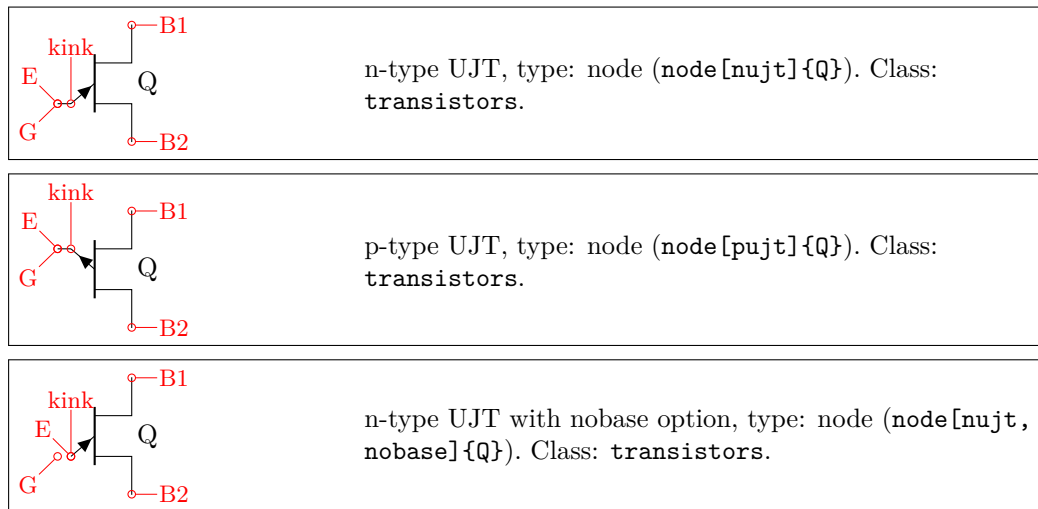 B1
kink
E
Q
G
B2
n-type UJT, type: node (node[nujt]{Q}). Class:
transistors.
kink
B1
E
G
Q
B2
p-type UJT, type: node (node[pujt]{Q}). Class:
transistors.
B1
kink
E
Q
G
B2
n-type UJT with nobase option, type: node (node[nujt,
nobase]{Q}). Class: transistors.